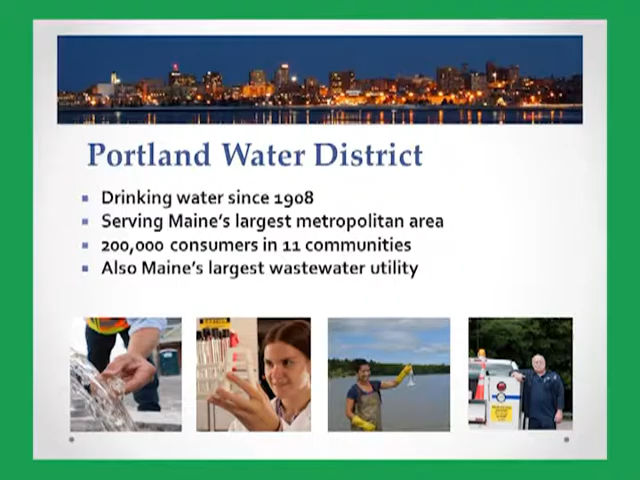 Portland Water District
Drinking water since 1908
Serving Maine's largest metropolitan area
200,000 consumers in 11 communities
Also Maine's largest wastewater utility